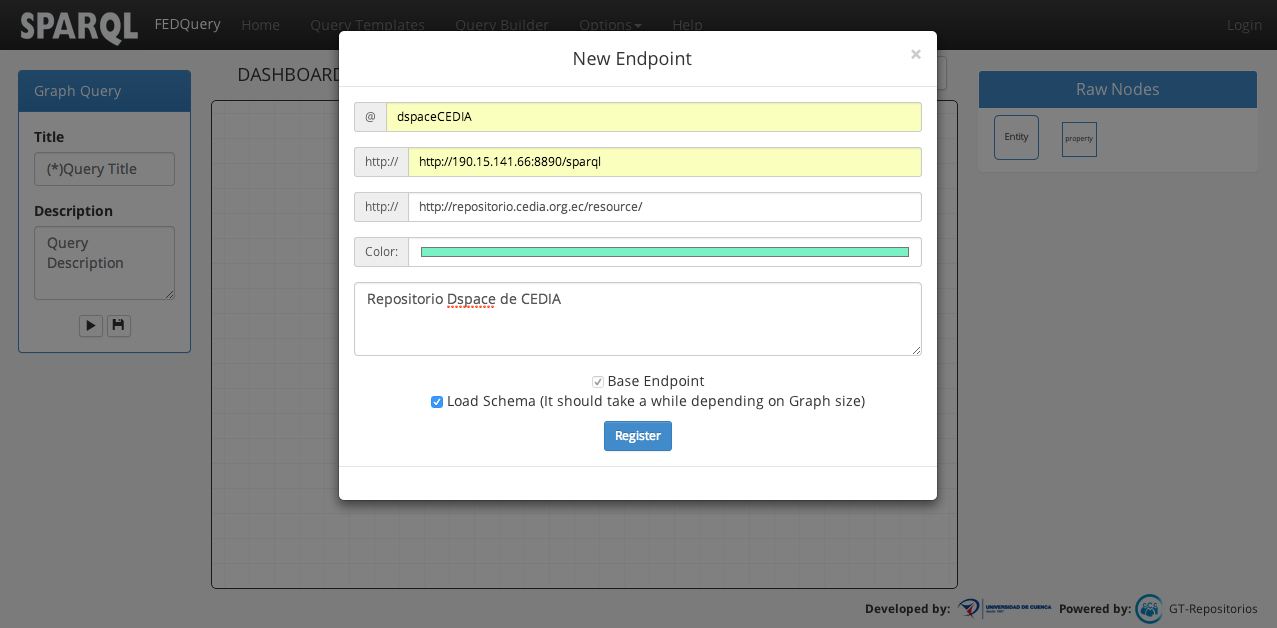 SPARQL FEDQuery Home Query Templates Query Builder Options Help Login
New Endpoint ×
DASHBOARD
Graph Query
Title
(*)Query Title
Description
Query
Description
@ dspaceCEDIA
http:// http://190.15.141.66:8890/sparql
http:// http://repositorio.cedia.org.ec/resource/
Color:
Repositorio Dspace de CEDIA
Base Endpoint
Load Schema (It should take a while depending on Graph size)
Register
Raw Nodes
Entity property
Developed by: UNIVERSIDAD DE CUENCA Powered by: GT-Repositorios